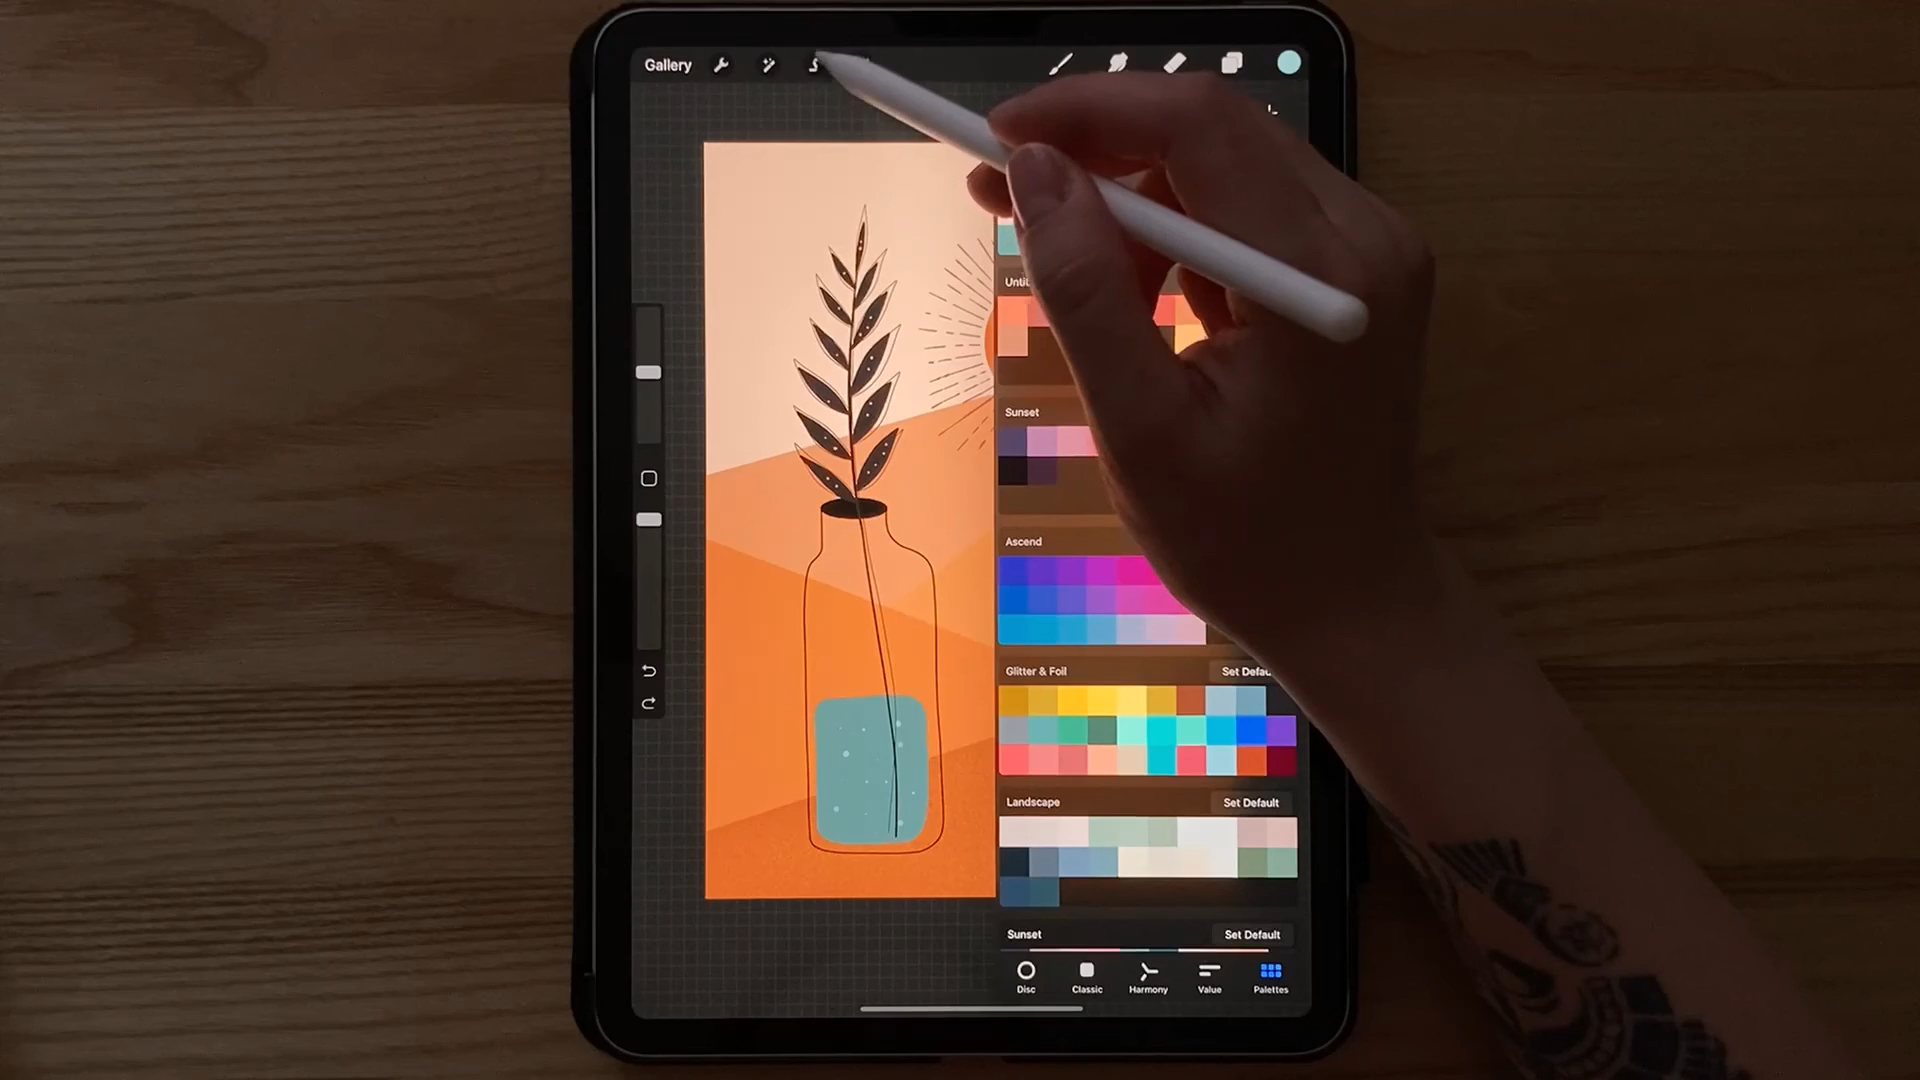 Gallery
Sunset
Ascend
Glitter & Foil
Landscape Set Default
Sunset Set Default
Disc Classic Harmony Value Palettes